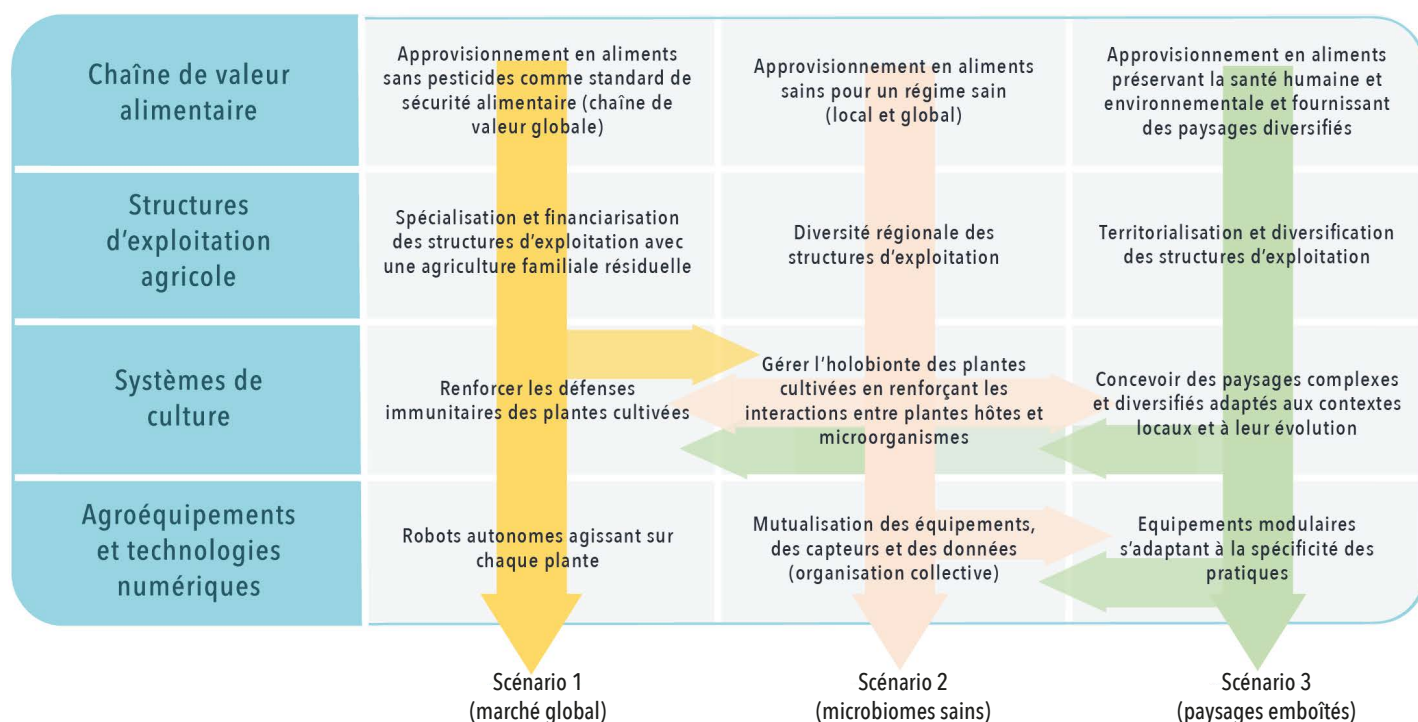 Chaîne de valeur
alimentaire
Approvisionnement en aliments
sans pesticides comme standard de
sécurité alimentaire (chaîne de
valeur globale)
Approvisionnement en aliments
sains pour un régime sain
(local et global)
Approvisionnement en aliments
préservant la santé humaine et
environnementale et fournissant
des paysages diversifiés
Structures
d’exploitation
agricole
Spécialisation et financiarisation
des structures d’exploitation avec
une agriculture familiale résiduelle
Diversité régionale des
structures d’exploitation
Territorialisation et diversification
des structures d’exploitation
Systèmes de
culture
Renforcer les défenses
immunitaires des plantes cultivées
Gérer l’holobionte des plantes
cultivées en renforçant les
interactions entre plantes hôtes et
microorganismes
Concevoir des paysages complexes
et diversifiés adaptés aux contextes
locaux et à leur évolution
Agroéquipements
et technologies
numériques
Robots autonomes agissant sur
chaque plante
Mutualisation des équipements,
des capteurs et des données
(organisation collective)
Equipements modulaires
s’adaptant à la spécificité des
pratiques
Scénario 1
(marché global)
Scénario 2
(microbiomes sains)
Scénario 3
(paysages emboîtés)